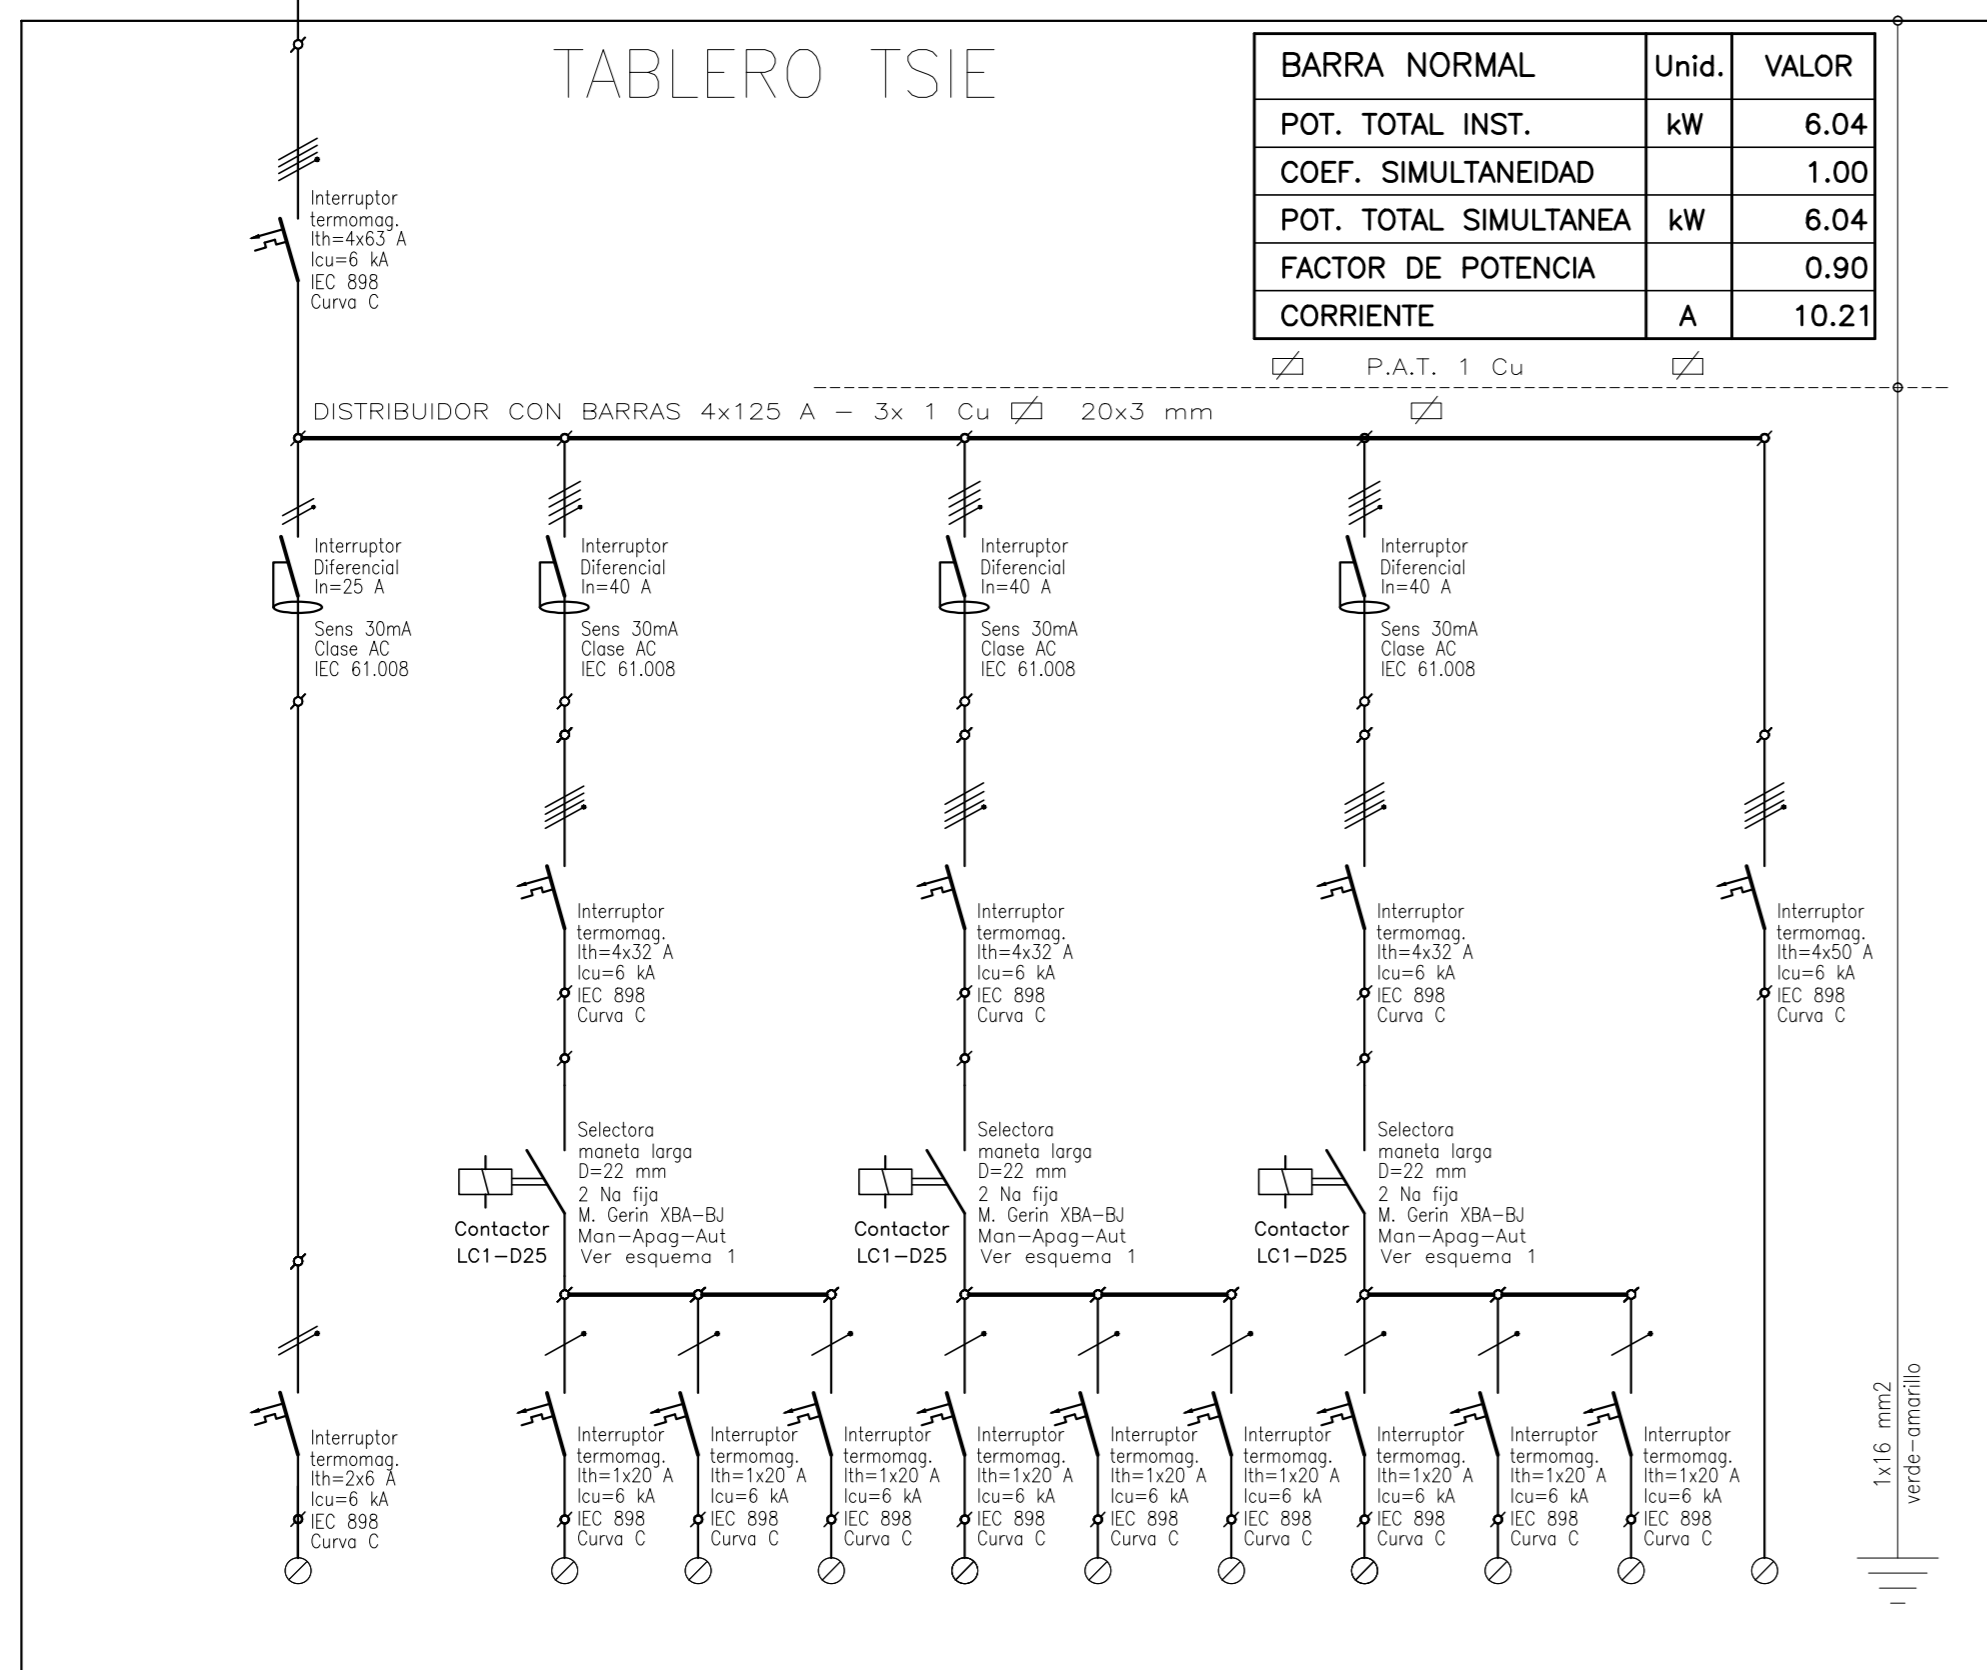 TABLERO TSIE
BARRA NORMAL Unid. VALOR
POT. TOTAL INST. kW 6.04
COEF. SIMULTANEIDAD 1.00
POT. TOTAL SIMULTANEA kW 6.04
FACTOR DE POTENCIA 0.90
CORRIENTE A 10.21
Interruptor
termomag.
Ith=4x63 A
Icu=6 kA
IEC 898
Curva C
P.A.T. 1 Cu
DISTRIBUIDOR CON BARRAS 4x125 A - 3x 1 Cu 20x3 mm
Interruptor
Diferencial
In=25 A
Sens 30mA
Clase AC
IEC 61.008
Interruptor
Diferencial
In=40 A
Sens 30mA
Clase AC
IEC 61.008
Interruptor
Diferencial
In=40 A
Sens 30mA
Clase AC
IEC 61.008
Interruptor
Diferencial
In=40 A
Sens 30mA
Clase AC
IEC 61.008
Interruptor
termomag.
Ith=4x32 A
Icu=6 kA
IEC 898
Curva C
Interruptor
termomag.
Ith=4x32 A
Icu=6 kA
IEC 898
Curva C
Interruptor
termomag.
Ith=4x32 A
Icu=6 kA
IEC 898
Curva C
Interruptor
termomag.
Ith=4x50 A
Icu=6 kA
IEC 898
Curva C
Contactor
LC1-D25
Selectora
maneta larga
D=22 mm
2 Na fija
M. Gerin XBA-BJ
Man-Apag-Aut
Ver esquema 1
Contactor
LC1-D25
Selectora
maneta larga
D=22 mm
2 Na fija
M. Gerin XBA-BJ
Man-Apag-Aut
Ver esquema 1
Contactor
LC1-D25
Selectora
maneta larga
D=22 mm
2 Na fija
M. Gerin XBA-BJ
Man-Apag-Aut
Ver esquema 1
Interruptor
termomag.
Ith=2x6 A
Icu=6 kA
IEC 898
Curva C
Interruptor
termomag.
Ith=1x20 A
Icu=6 kA
IEC 898
Curva C
Interruptor
termomag.
Ith=1x20 A
Icu=6 kA
IEC 898
Curva C
Interruptor
termomag.
Ith=1x20 A
Icu=6 kA
IEC 898
Curva C
Interruptor
termomag.
Ith=1x20 A
Icu=6 kA
IEC 898
Curva C
Interruptor
termomag.
Ith=1x20 A
Icu=6 kA
IEC 898
Curva C
Interruptor
termomag.
Ith=1x20 A
Icu=6 kA
IEC 898
Curva C
Interruptor
termomag.
Ith=1x20 A
Icu=6 kA
IEC 898
Curva C
Interruptor
termomag.
Ith=1x20 A
Icu=6 kA
IEC 898
Curva C
Interruptor
termomag.
Ith=1x20 A
Icu=6 kA
IEC 898
Curva C
1x16 mm2
verde-amarillo